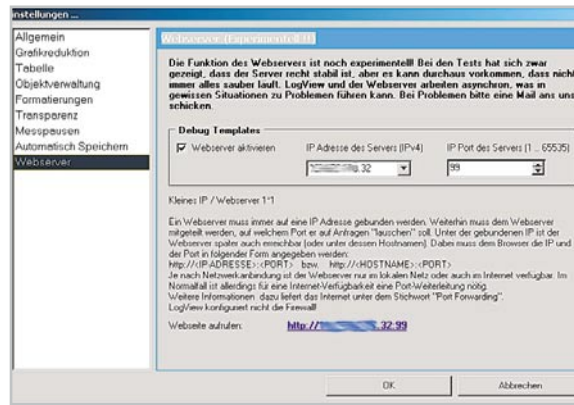 nstellungen ...
Allgemein
Grafikreduktion
Tabelle
Objektverwaltung
Formatierungen
Transparenz
Messpausen
Automatisch Speichern
Webserver
Webserver (Experimentell !!)
Die Funktion des Webservers ist noch experimentell! Bei den Tests hat sich zwar
gezeigt, dass der Server recht stabil ist, aber es kann durchaus vorkommen, dass nicht
immer alles sauber läuft. LogView und der Webserver arbeiten asynchron, was in
gewissen Situationen zu Problemen führen kann. Bei Problemen bitte eine Mail an uns
schicken.
Debug Templates
Webserver aktivieren
IP Adresse des Servers (IPv4)
IP Port des Servers (1 .. 65535)
.32
99
Kleines IP / Webserver 1*1
Ein Webserver muss immer auf eine IP Adresse gebunden werden. Weiterhin muss dem Webserver
mitgeteilt werden, auf welchem Port er auf Anfragen "lauschen" soll. Unter der gebundenen IP ist der
Webserver später auch erreichbar (oder unter dessen Hostnamen). Dabei muss dem Browser die IP und
der Port in folgender Form angegeben werden:
http://<IP-ADRESSE>:<PORT> bzw. http://<HOSTNAME>:<PORT>
Je nach Netzwerkanbindung ist der Webserver nur im lokalen Netz oder auch im Internet verfügbar. Im
Normalfall ist allerdings für eine Internet-Verfügbarkeit eine Port-Weiterleitung nötig.
Weitere Informationen dazu liefert das Internet unter dem Stichwort "Port Forwarding".
LogView konfiguriert nicht die Firewall!
Webseite aufrufen:
http://1 .32:99
OK
Abbrechen